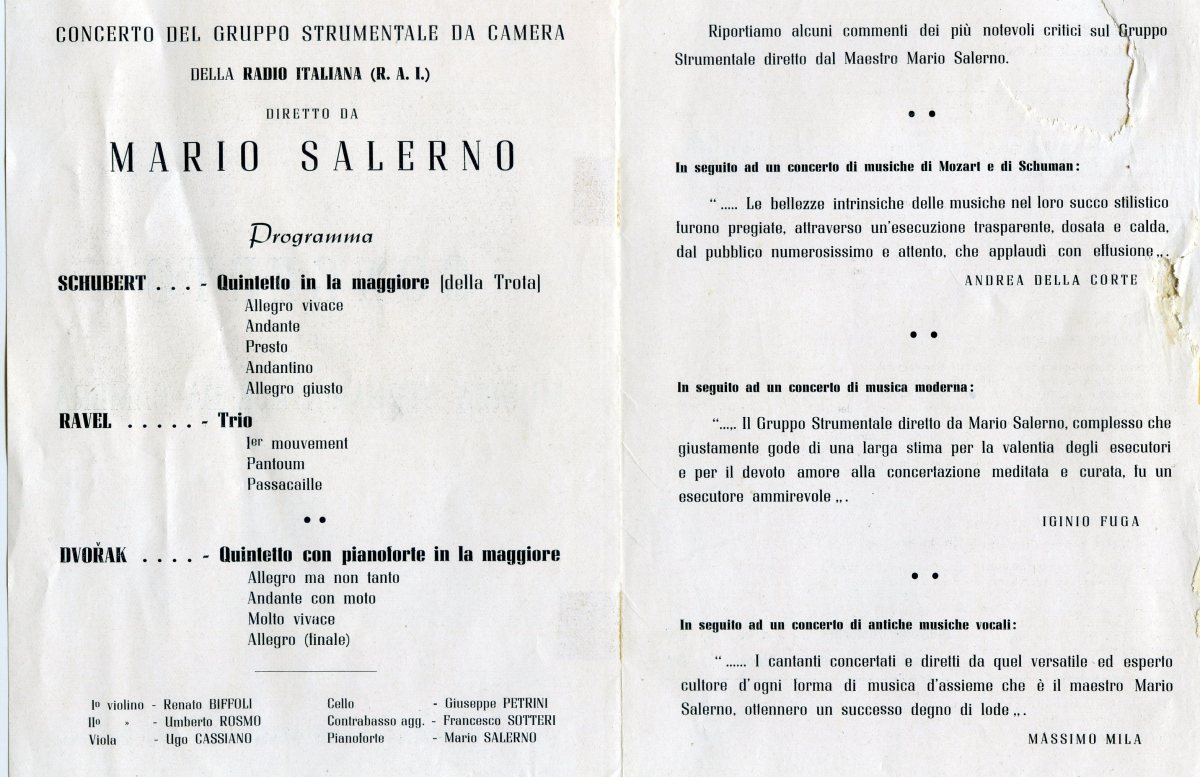 CONCERTO DEL GRUPPO STRUMENTALE DA CAMERA
DELLA RADIO ITALIANA (R. A. I.)
DIRETTO DA
MARIO SALERNO
Programma
SCHUBERT . . . - Quintetto in la maggiore (della Trota)
Allegro vivace
Andante
Presto
Andantino
Allegro giusto
RAVEL . . . . . - Trio
Ier mouvement
Pantoum
Passacaille
• •
DVOŘAK . . . . - Quintetto con pianoforte in la maggiore
Allegro ma non tanto
Andante con moto
Molto vivace
Allegro (finale)
Iº violino - Renato BIFFOLI
IIº » - Umberto ROSMO
Viola - Ugo CASSIANO
Cello - Giuseppe PETRINI
Contrabasso agg. - Francesco SOTTERI
Pianoforte - Mario SALERNO
Riportiamo alcuni commenti dei più notevoli critici sul Gruppo
Strumentale diretto dal Maestro Mario Salerno.
• •
In seguito ad un concerto di musiche di Mozart e di Schuman:
“ ..... Le bellezze intrinsiche delle musiche nel loro succo stilistico
furono pregiate, attraverso un'esecuzione trasparente, dosata e calda,
dal pubblico numerosissimo e attento, che applaudì con effusione „.
ANDREA DELLA CORTE
• •
In seguito ad un concerto di musica moderna:
“..... Il Gruppo Strumentale diretto da Mario Salerno, complesso che
giustamente gode di una larga stima per la valentia degli esecutori
e per il devoto amore alla concertazione meditata e curata, fu un
esecutore ammirevole „.
IGINIO FUGA
• •
In seguito ad un concerto di antiche musiche vocali:
“ ...... I cantanti concertati e diretti da quel versatile ed esperto
cultore d'ogni forma di musica d'assieme che è il maestro Mario
Salerno, ottennero un successo degno di lode „.
MASSIMO MILA